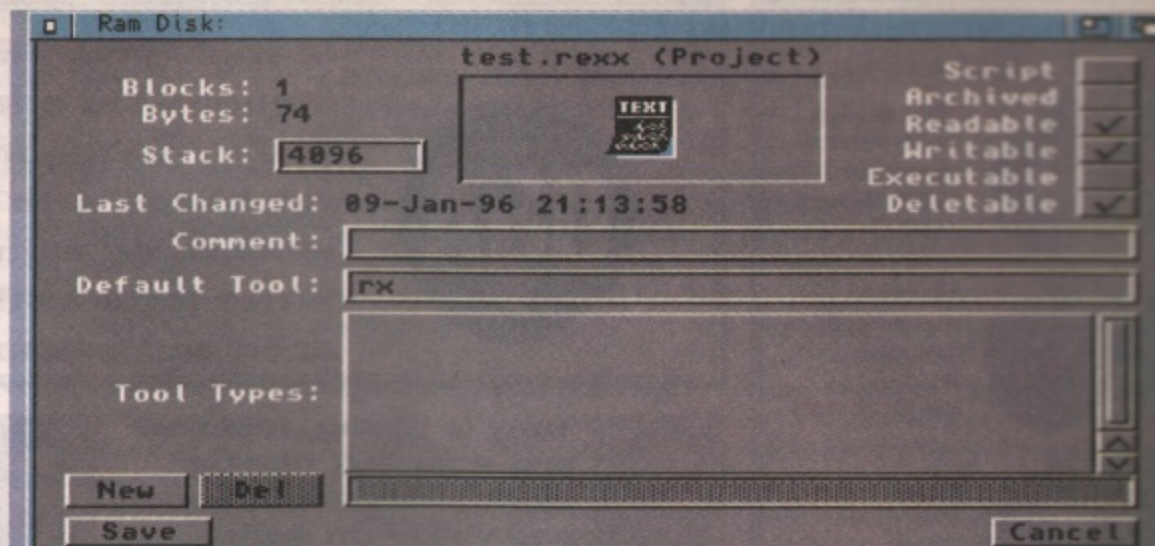 Ram Disk:
test.rexx (Project)
Blocks: 1
Bytes: 74
Stack: 4096
TEXT
Script
Archived
Readable
Writable
Executable
Deletable
Last Changed: 09-Jan-96 21:13:58
Comment:
Default Tool: rx
Tool Types:
New Del
Save Cancel